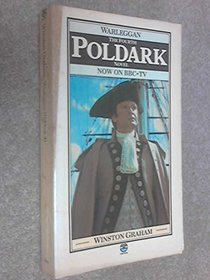 WARLEGGAN
THE FOURTH
POLDARK
NOVEL
NOW ON BBC-TV
WINSTON GRAHAM